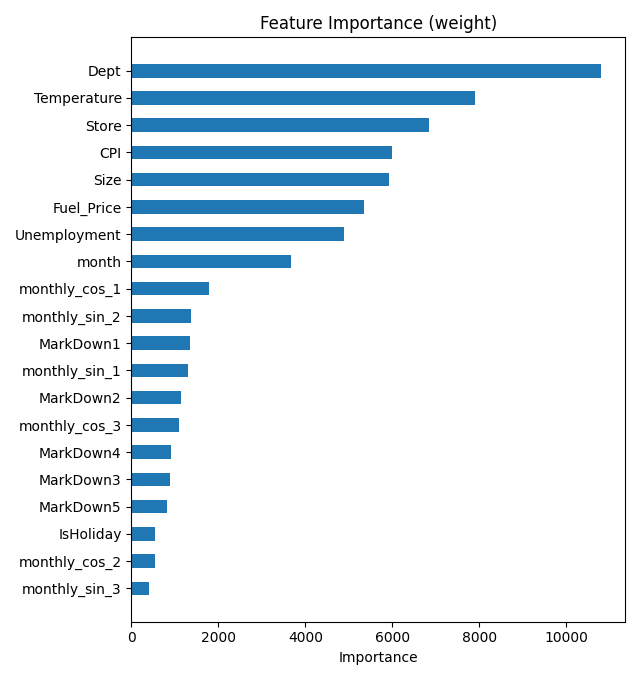 Feature Importance (weight)
Dept
Temperature
Store
CPI
Size
Fuel_Price
Unemployment
month
monthly_cos_1
monthly_sin_2
MarkDown1
monthly_sin_1
MarkDown2
monthly_cos_3
MarkDown4
MarkDown3
MarkDown5
IsHoliday
monthly_cos_2
monthly_sin_3
0 2000 4000 6000 8000 10000
Importance